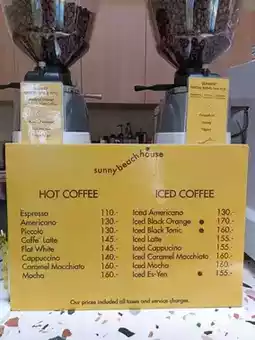 sunny beach house
HOT COFFEE
Espresso 110.-
Americano 130.-
Piccolo 130.-
Caffe' Latte 145.-
Flat White 145.-
Cappuccino 140.-
Caramel Macchiato 160.-
Mocha 160.-
ICED COFFEE
Iced Americano 130.-
Iced Black Orange 170.-
Iced Black Tonic 160.-
Iced Latte 155.-
Iced Cappuccino 155.-
Iced Caramel Macchiato 160.-
Iced Mocha 160.-
Iced Es-Yen 155.-
Our prices included all taxes and service charges.